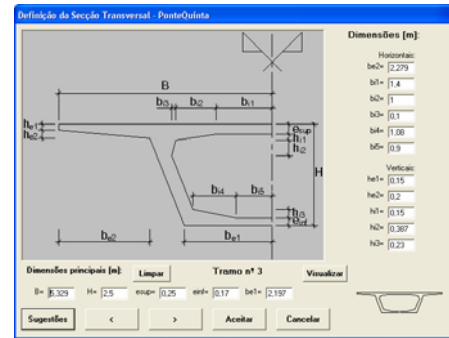 Definição da Secção Transversal - PonteQuinta
Dimensões [m]:
Horizontais:
be2= 2,279
bi1= 1,4
bi2= 1
bi3= 0,1
bi4= 1,08
bi5= 0,9
Verticais:
he1= 0,15
he2= 0,2
hi1= 0,15
hi2= 0,387
hi3= 0,23
B
bi3 bi2 bi1
he1
he2
esup
hi1
hi2
H
bi4 bi5
hi3
einf
be2 be1
Dimensões principais [m]: Limpar Tramo nº 3 Visualizar
B= 5,329 H= 2,5 esup= 0,25 einf= 0,17 be1= 2,197
Sugestões < > Aceitar Cancelar